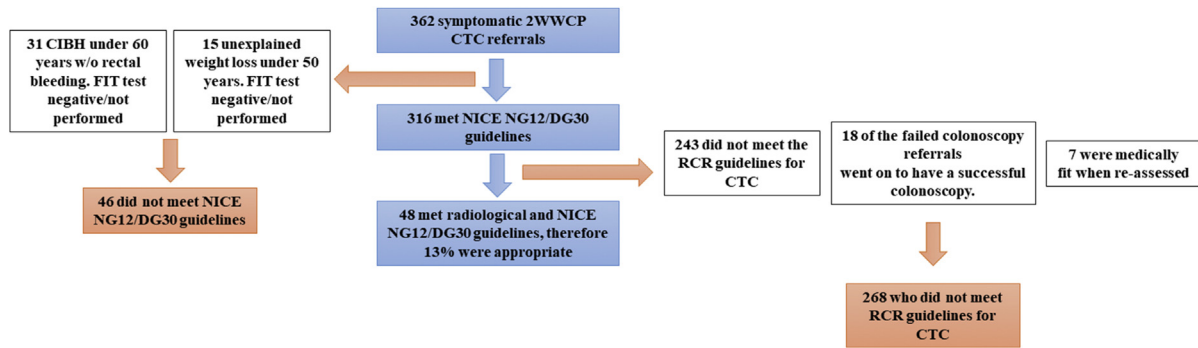 362 symptomatic 2WWCP
CTC referrals
31 CIBH under 60
years w/o rectal
bleeding. FIT test
negative/not
performed
15 unexplained
weight loss under 50
years. FIT test
negative/not
performed
316 met NICE NG12/DG30
guidelines
243 did not meet the
RCR guidelines for
CTC
18 of the failed colonoscopy
referrals
went on to have a successful
colonoscopy.
7 were medically
fit when re-assessed
46 did not meet NICE
NG12/DG30 guidelines
48 met radiological and NICE
NG12/DG30 guidelines, therefore
13% were appropriate
268 who did not meet
RCR guidelines for
CTC